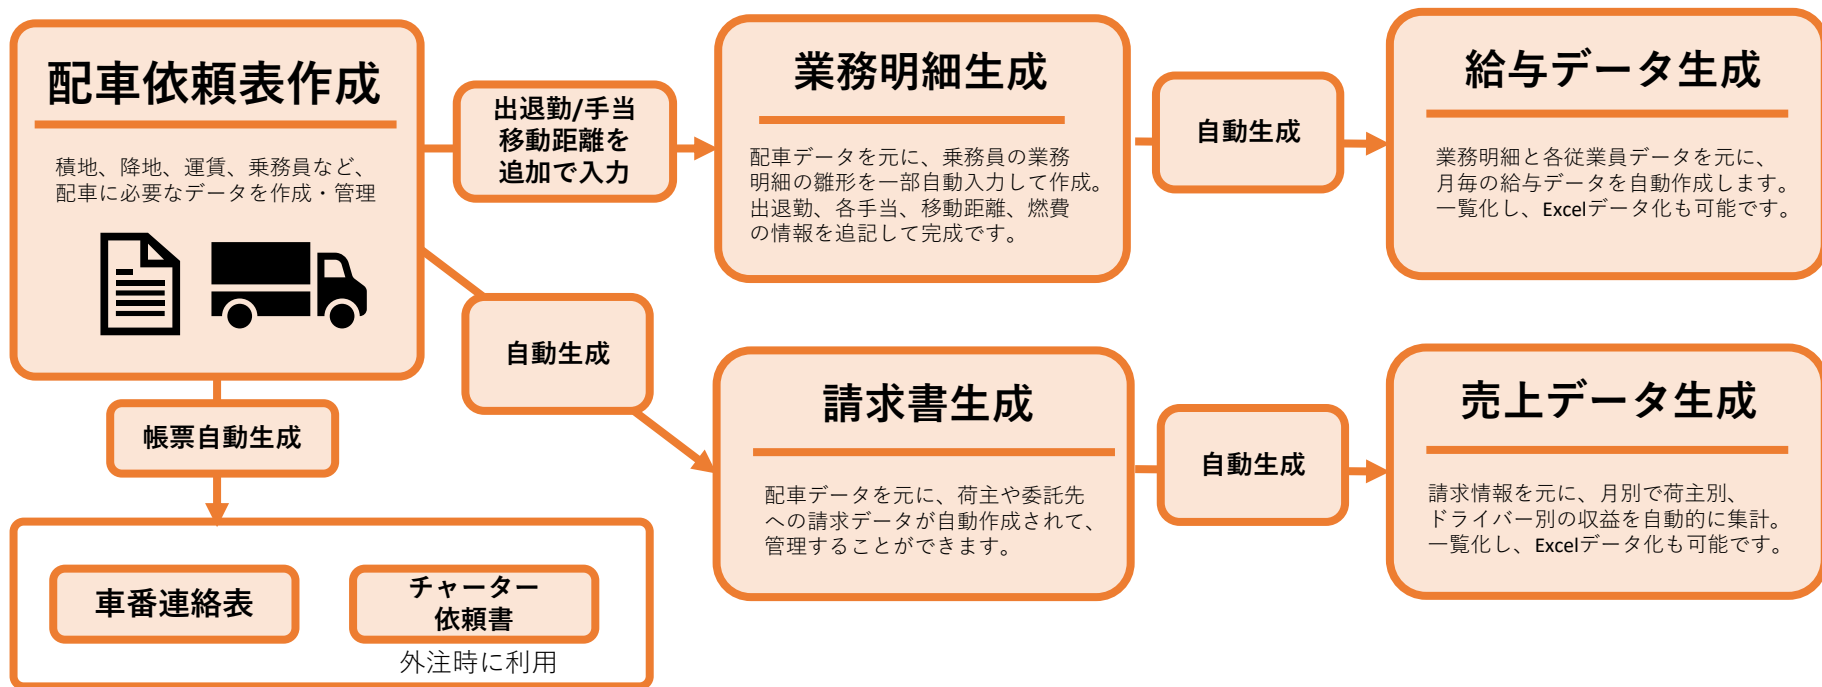 配車依頼表作成
積地、降地、運賃、乗務員など、
配車に必要なデータを作成・管理
出退勤/手当
移動距離を
追加で入力
業務明細生成
配車データを元に、乗務員の業務
明細の雛形を一部自動入力して作成。
出退勤、各手当、移動距離、燃費
の情報を追記して完成です。
自動生成
給与データ生成
業務明細と各従業員データを元に、
月毎の給与データを自動作成します。
一覧化し、Excelデータ化も可能です。
自動生成
請求書生成
配車データを元に、荷主や委託先
への請求データが自動作成されて、
管理することができます。
自動生成
売上データ生成
請求情報を元に、月別で荷主別、
ドライバー別の収益を自動的に集計。
一覧化し、Excelデータ化も可能です。
帳票自動生成
車番連絡表
チャーター
依頼書
外注時に利用